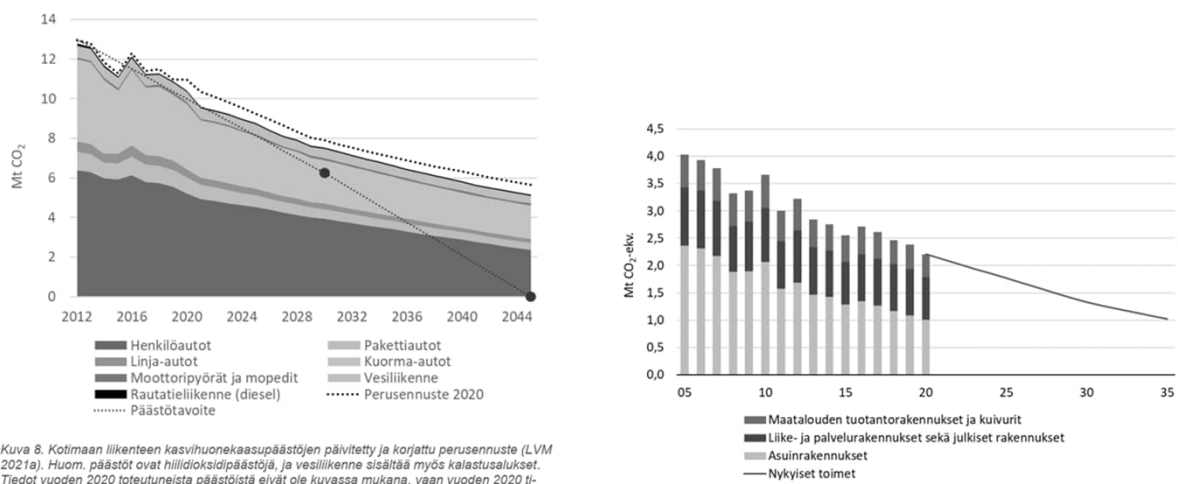 14
12
10
8
6
4
2
0
Mt CO2
2012 2016 2020 2024 2028 2032 2036 2040 2044
Henkilöautot Pakettiautot
Linja-autot Kuorma-autot
Moottoripyörät ja mopedit Vesiliikenne
Rautatieliikenne (diesel) Perusennuste 2020
Päästötavoite
Kuva 8. Kotimaan liikenteen kasvihuonekaasupäästöjen päivitetty ja korjattu perusennuste (LVM
2021a). Huom. päästöt ovat hiilidioksidipäästöjä, ja vesiliikenne sisältää myös kalastusalukset.
Tiedot vuoden 2020 toteutuneista päästöistä eivät ole kuvassa mukana, vaan vuoden 2020 ti-
4,5
4,0
3,5
3,0
2,5
2,0
1,5
1,0
0,5
0,0
Mt CO2-ekv.
05 10 15 20 25 30 35
Maatalouden tuotantorakennukset ja kuivurit
Liike- ja palvelurakennukset sekä julkiset rakennukset
Asuinrakennukset
Nykyiset toimet